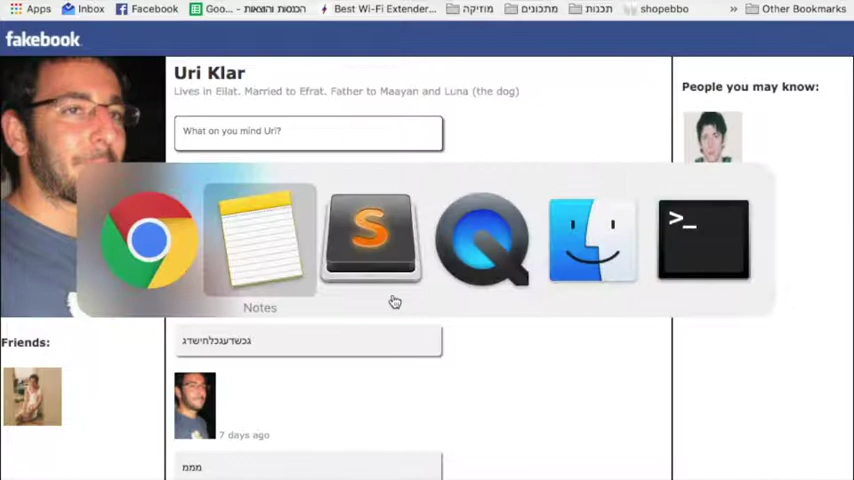 Apps Inbox Facebook Goo... - הכנסות והוצאות Best Wi-Fi Extender... מוזיקה מתכונים תכנות shopebbo » Other Bookmarks
fakebook
Uri Klar
Lives in Eilat. Married to Efrat. Father to Maayan and Luna (the dog)
What on you mind Uri?
People you may know:
S
>_
Notes
Friends:
גכשדעגכלחישדג
7 days ago
מממ